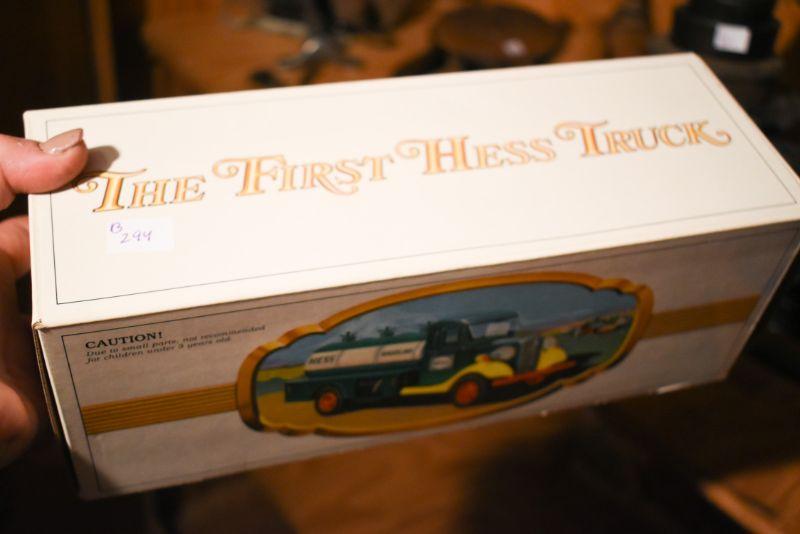 The First Hess Truck
B
294
CAUTION!
Due to small parts, not recommended
for children under 3 years old.
HESS GASOLINE